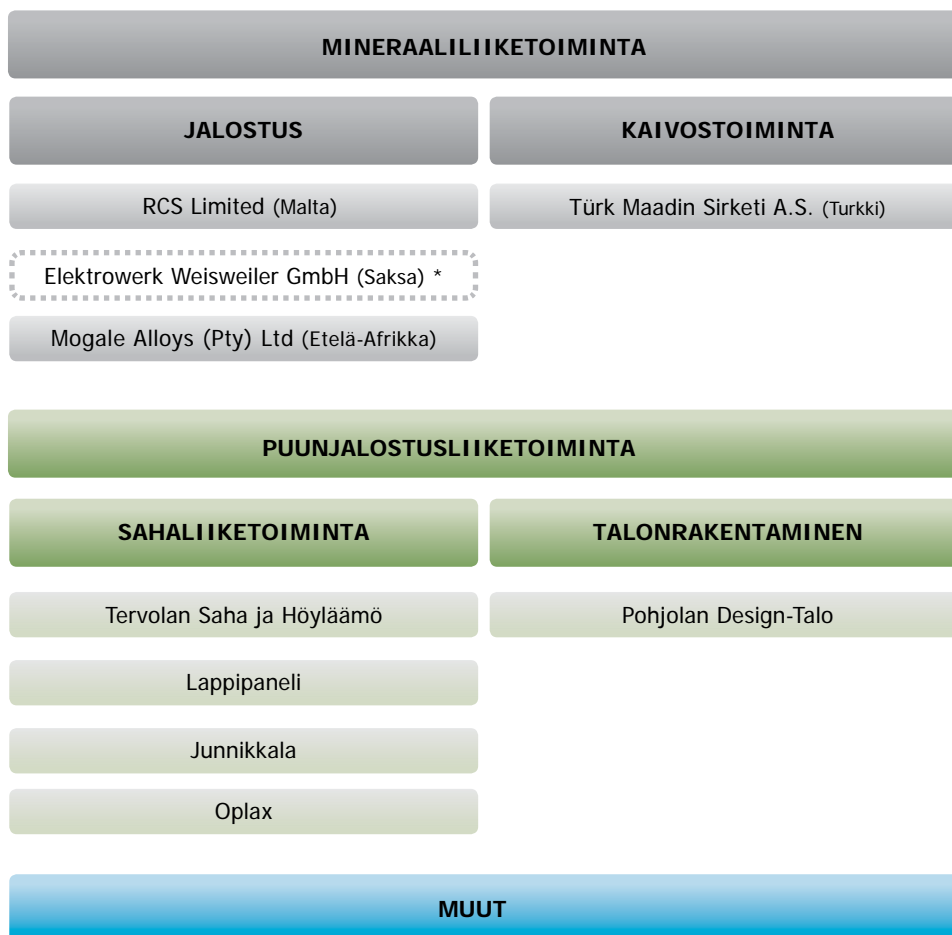 MINERAALILIIKETOIMINTA
JALOSTUS
KAIVOSTOIMINTA
RCS Limited (Malta)
Türk Maadin Sirketi A.S. (Turkki)
Elektrowerk Weisweiler GmbH (Saksa) *
Mogale Alloys (Pty) Ltd (Etelä-Afrikka)
PUUNJALOSTUSLIIKETOIMINTA
SAHALIIKETOIMINTA
TALONRAKENTAMINEN
Tervolan Saha ja Höyläämö
Pohjolan Design-Talo
Lappipaneli
Junnikkala
Oplax
MUUT